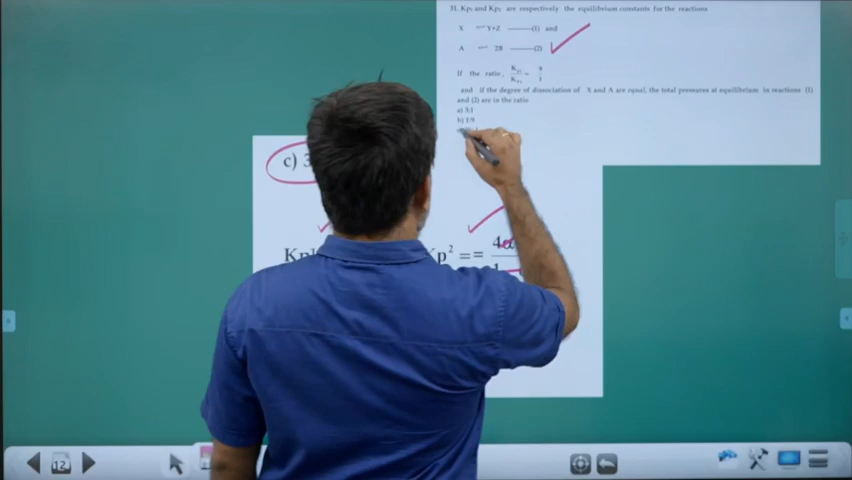 31. Kp₁ and Kp₂ are respectively the equilibrium constants for the reactions
X ⇌ Y+Z ———(1) and
A ⇌ 2B ———(2)
If the ratio, Kp₁/Kp₂ = 9/1
and if the degree of dissociation of X and A are equal, the total pressures at equilibrium in reactions (1)
and (2) are in the ratio
a) 3:1
b) 1:9
c) 3
Kp
Kp² == 4α
12